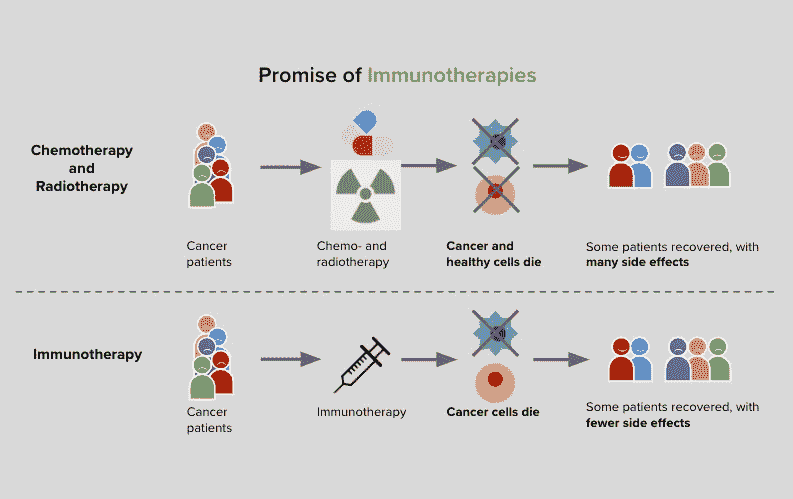 Promise of Immunotherapies
Chemotherapy
and
Radiotherapy
Cancer
patients
Chemo- and
radiotherapy
Cancer and
healthy cells die
Some patients recovered, with
many side effects
Immunotherapy
Cancer
patients
Immunotherapy
Cancer cells die
Some patients recovered, with
fewer side effects